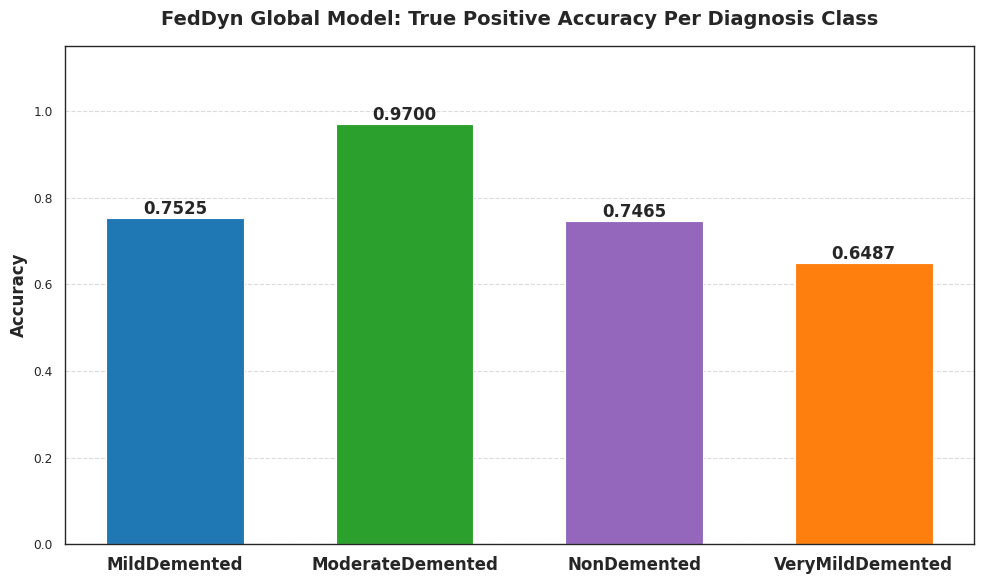 FedDyn Global Model: True Positive Accuracy Per Diagnosis Class
Accuracy
1.0
0.8
0.6
0.4
0.2
0.0
0.7525
0.9700
0.7465
0.6487
MildDemented
ModerateDemented
NonDemented
VeryMildDemented